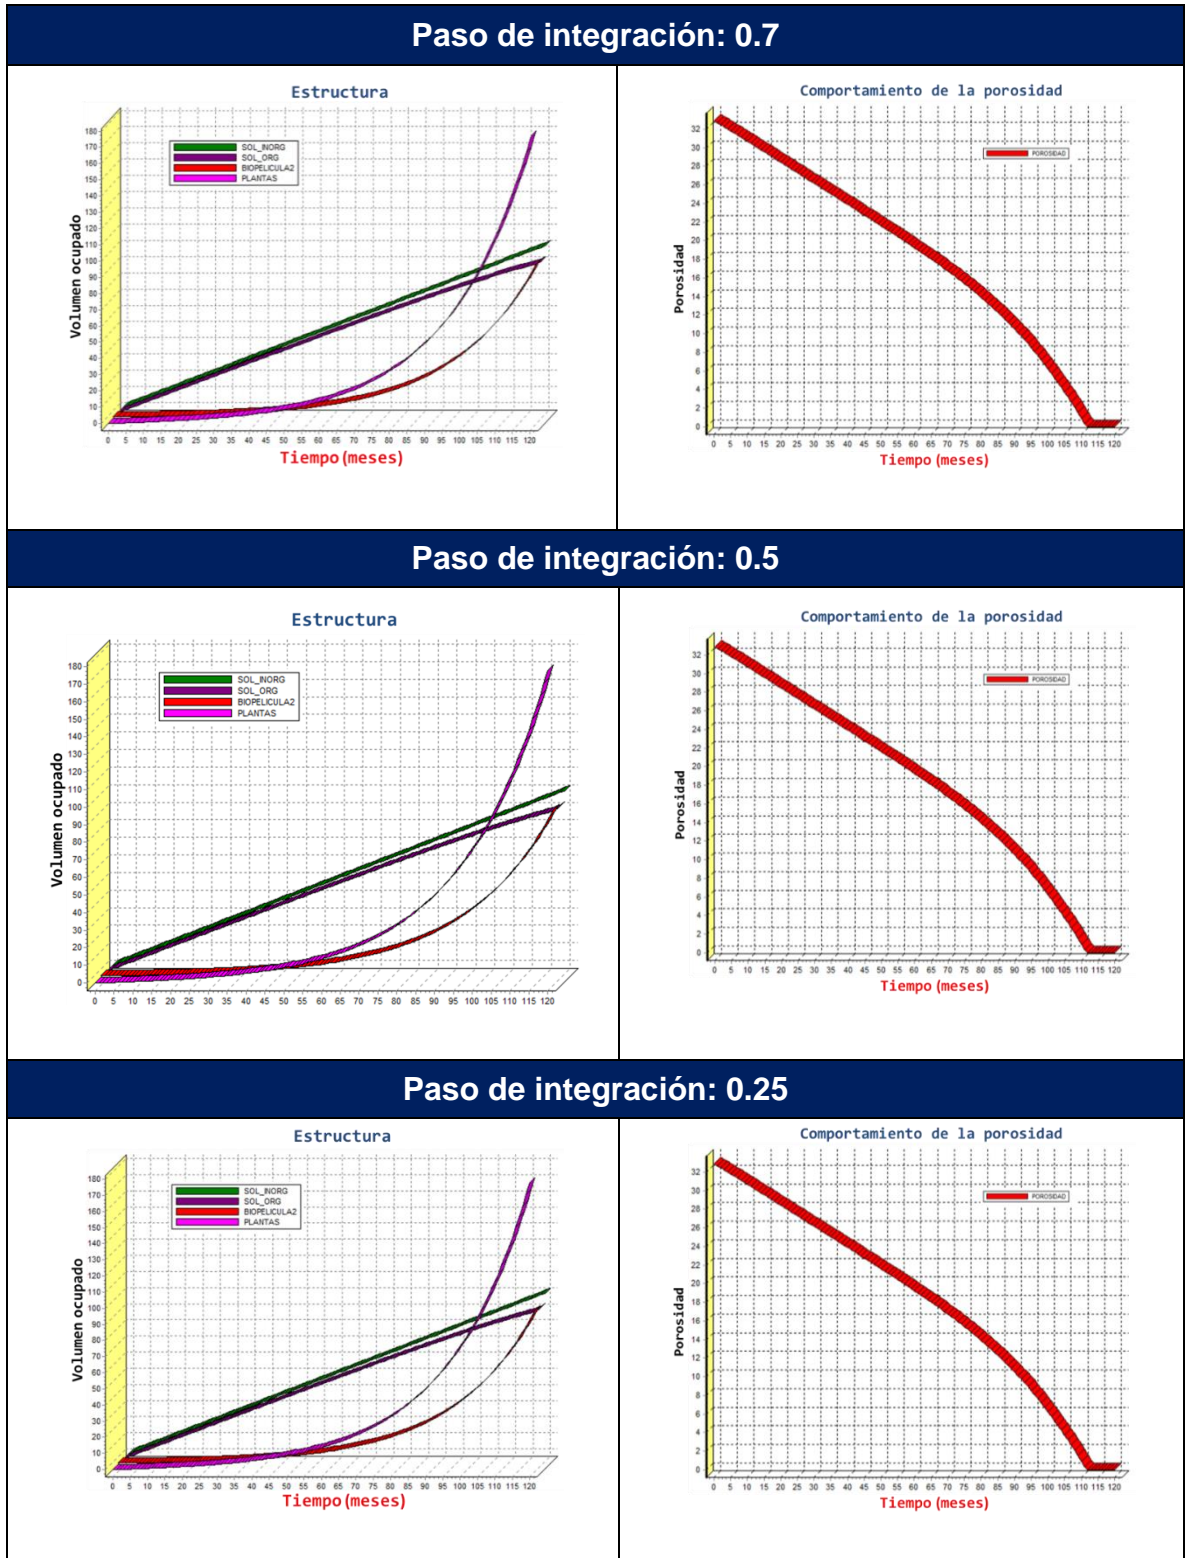 Paso de integración: 0.7
Estructura
180
170
160
150
140
130
120
110
100
90
80
70
60
50
40
30
20
10
0
SOL_INORG
SOL_ORG
BIOPELICULA2
PLANTAS
Volumen ocupado
0 5 10 15 20 25 30 35 40 45 50 55 60 65 70 75 80 85 90 95 100 105 110 115 120
Tiempo (meses)
Comportamiento de la porosidad
32
30
28
26
24
22
20
18
16
14
12
10
8
6
4
2
0
POROSIDAD
Porosidad
0 5 10 15 20 25 30 35 40 45 50 55 60 65 70 75 80 85 90 95 100 105 110 115 120
Tiempo (meses)
Paso de integración: 0.5
Estructura
180
170
160
150
140
130
120
110
100
90
80
70
60
50
40
30
20
10
0
SOL_INORG
SOL_ORG
BIOPELICULA2
PLANTAS
Volumen ocupado
0 5 10 15 20 25 30 35 40 45 50 55 60 65 70 75 80 85 90 95 100 105 110 115 120
Comportamiento de la porosidad
32
30
28
26
24
22
20
18
16
14
12
10
8
6
4
2
0
POROSIDAD
Porosidad
0 5 10 15 20 25 30 35 40 45 50 55 60 65 70 75 80 85 90 95 100 105 110 115 120
Tiempo (meses)
Paso de integración: 0.25
Estructura
180
170
160
150
140
130
120
110
100
90
80
70
60
50
40
30
20
10
0
SOL_INORG
SOL_ORG
BIOPELICULA2
PLANTAS
Volumen ocupado
0 5 10 15 20 25 30 35 40 45 50 55 60 65 70 75 80 85 90 95 100 105 110 115 120
Tiempo (meses)
Comportamiento de la porosidad
32
30
28
26
24
22
20
18
16
14
12
10
8
6
4
2
0
POROSIDAD
Porosidad
0 5 10 15 20 25 30 35 40 45 50 55 60 65 70 75 80 85 90 95 100 105 110 115 120
Tiempo (meses)